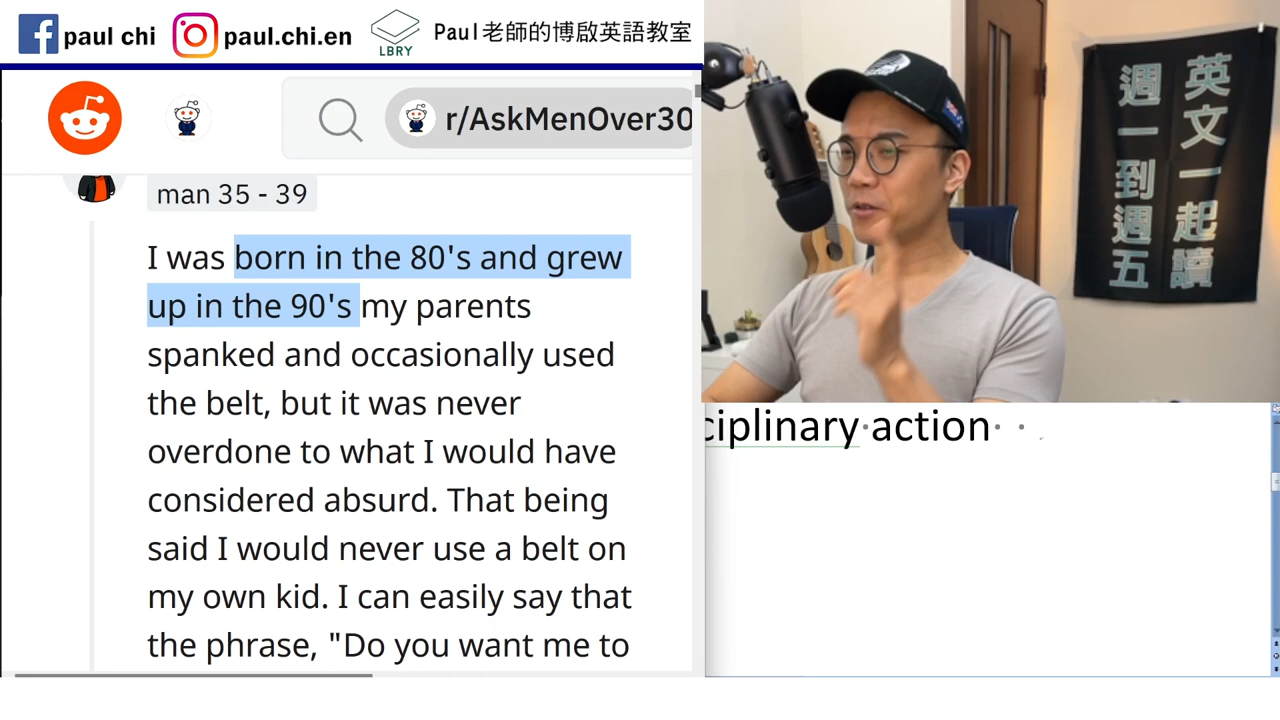 paul chi
paul.chi.en
LBRY
Paul老師的博啟英語教室
r/AskMenOver30
man 35 - 39
I was born in the 80's and grew
up in the 90's my parents
spanked and occasionally used
the belt, but it was never
overdone to what I would have
considered absurd. That being
said I would never use a belt on
my own kid. I can easily say that
the phrase, "Do you want me to
英文一起讀
週一到週五
ciplinary action